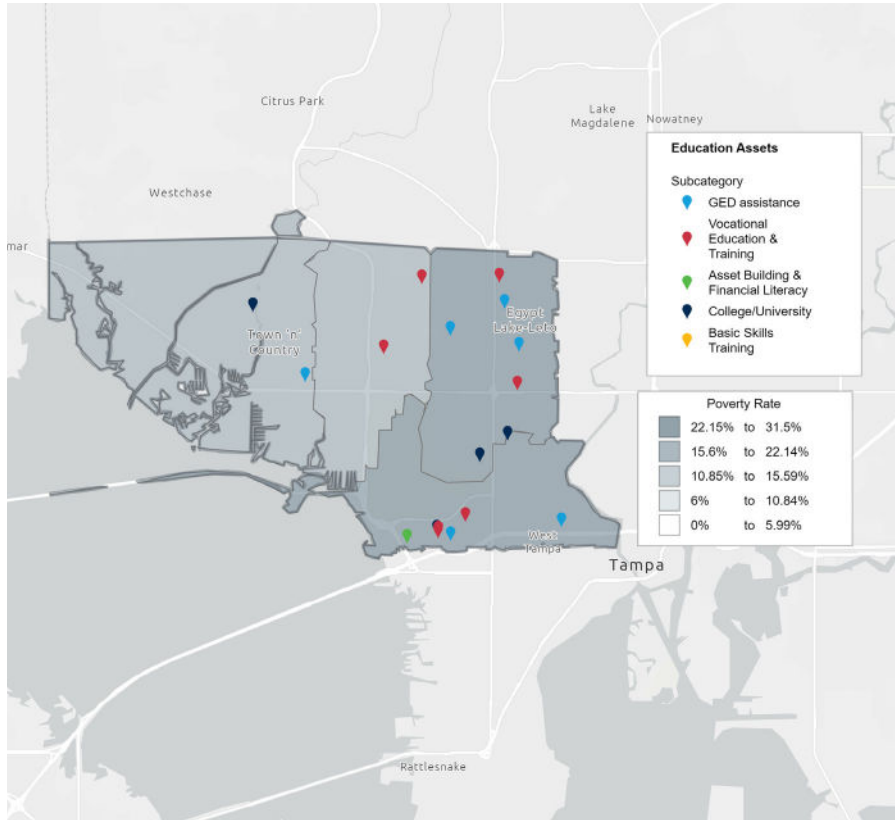 Citrus Park
Lake
Magdalene
Nowatney
Westchase
mar
Egypt
Lake-Leto
Town 'n'
Country
West
Tampa
Tampa
Rattlesnake
Education Assets
Subcategory
GED assistance
Vocational
Education &
Training
Asset Building &
Financial Literacy
College/University
Basic Skills
Training
Poverty Rate
22.15% to 31.5%
15.6% to 22.14%
10.85% to 15.59%
6% to 10.84%
0% to 5.99%